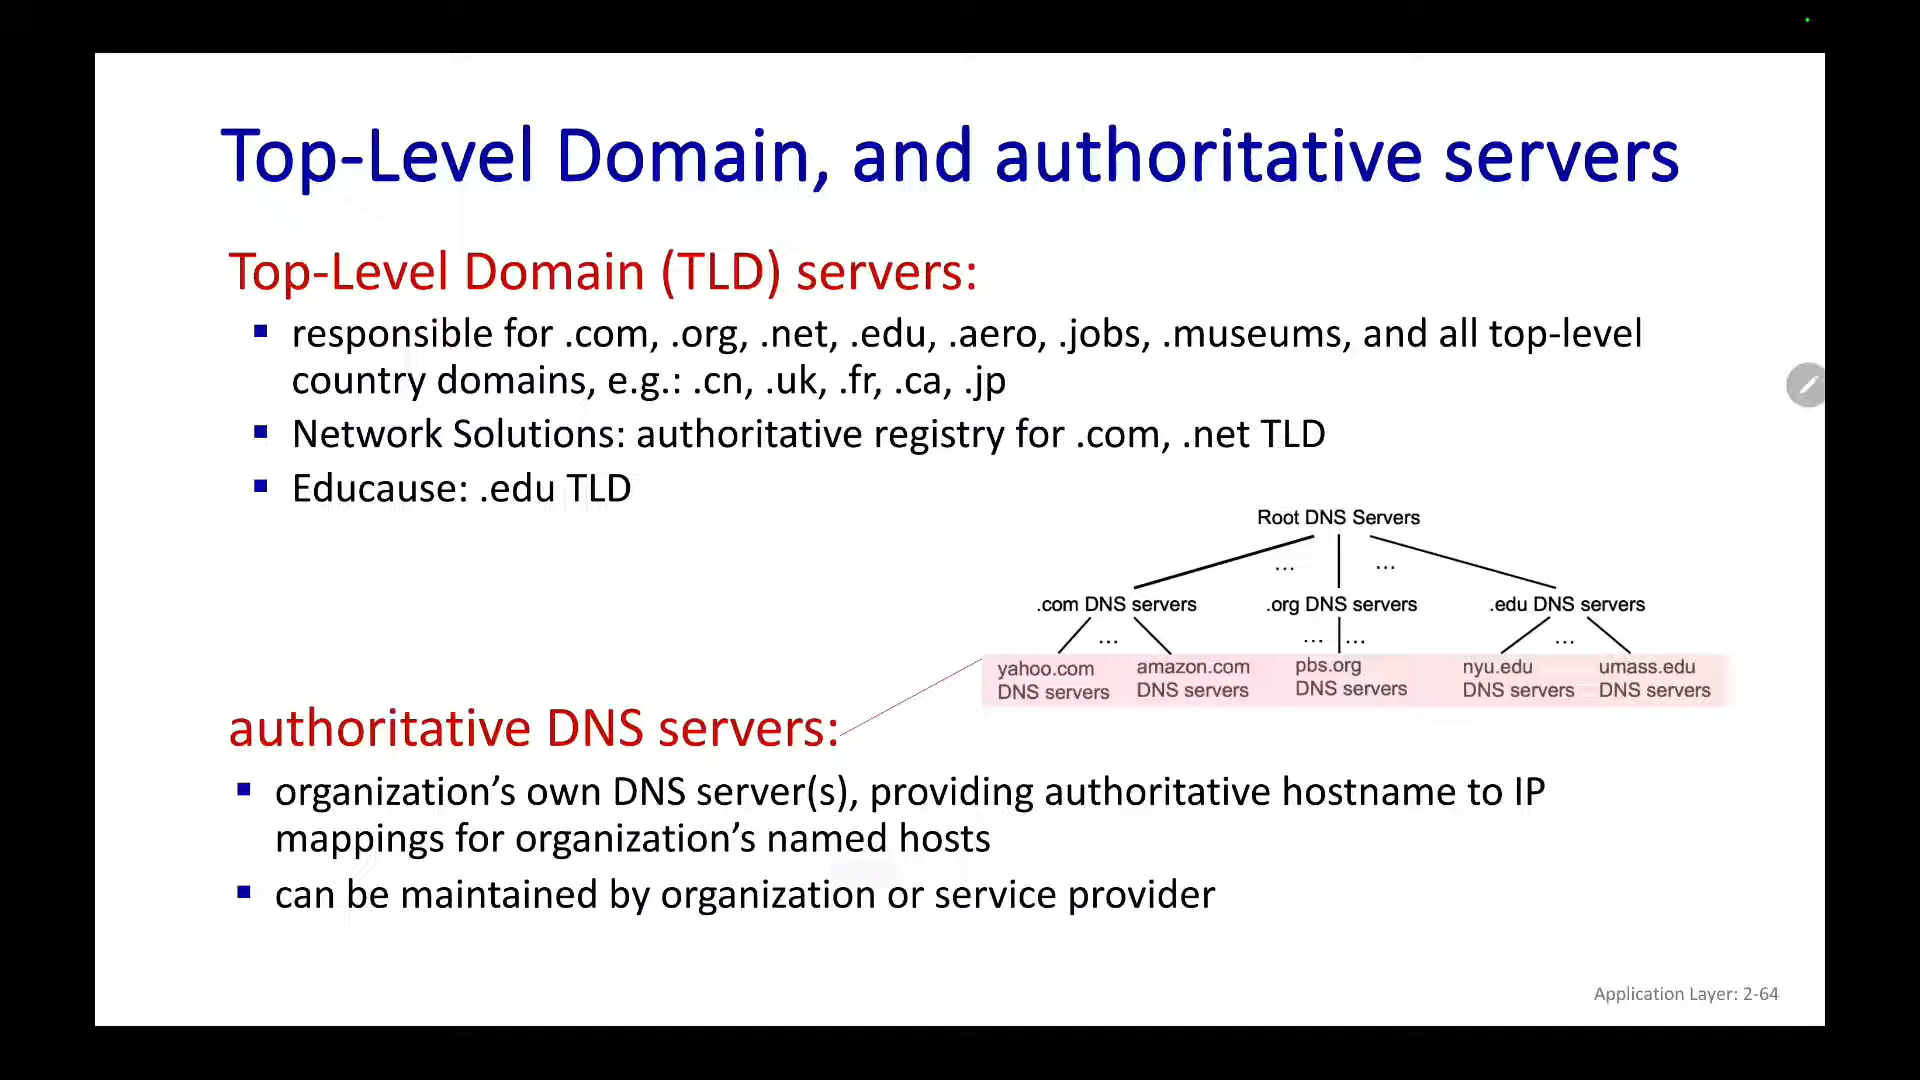 Top-Level Domain, and authoritative servers
Top-Level Domain (TLD) servers:
▪ responsible for .com, .org, .net, .edu, .aero, .jobs, .museums, and all top-level
country domains, e.g.: .cn, .uk, .fr, .ca, .jp
▪ Network Solutions: authoritative registry for .com, .net TLD
▪ Educause: .edu TLD
Root DNS Servers
… …
.com DNS servers .org DNS servers .edu DNS servers
… … … …
yahoo.com amazon.com pbs.org nyu.edu umass.edu
DNS servers DNS servers DNS servers DNS servers DNS servers
authoritative DNS servers:
▪ organization’s own DNS server(s), providing authoritative hostname to IP
mappings for organization’s named hosts
▪ can be maintained by organization or service provider
Application Layer: 2-64